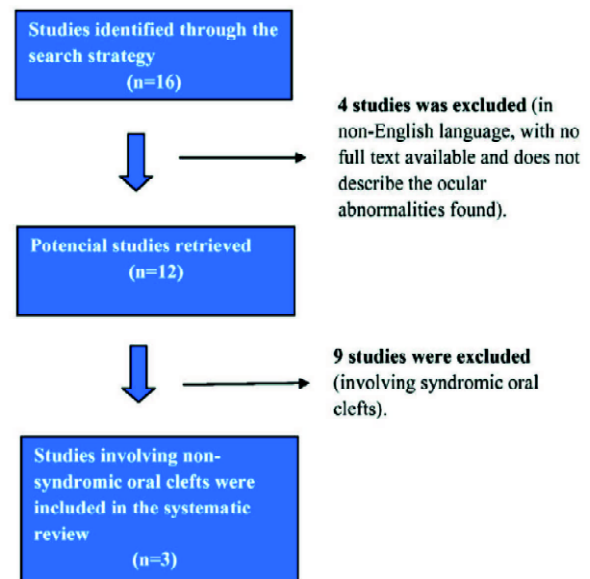 Studies identified through the
search strategy
(n=16)
4 studies was excluded (in
non-English language, with no
full text available and does not
describe the ocular
abnormalities found).
Potencial studies retrieved
(n=12)
9 studies were excluded
(involving syndromic oral
clefts).
Studies involving non-
syndromic oral clefts were
included in the systematic
review
(n=3)